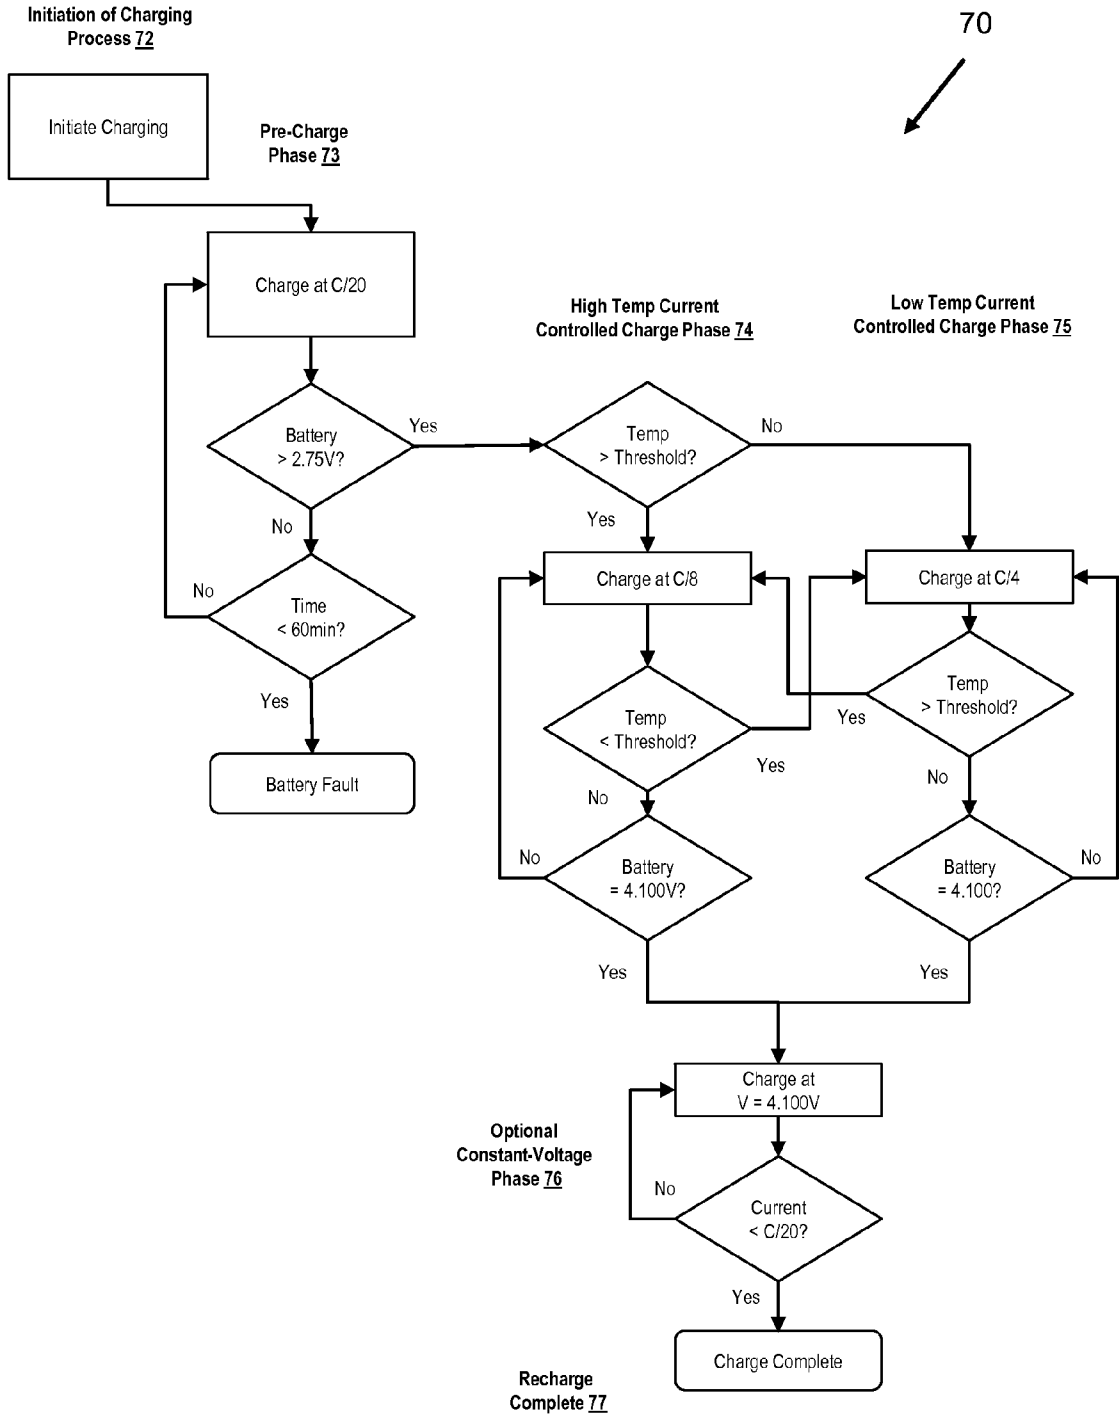 Initiation of Charging
Process 72
70
Initiate Charging
Pre-Charge
Phase 73
Charge at C/20
High Temp Current
Controlled Charge Phase 74
Low Temp Current
Controlled Charge Phase 75
Battery
> 2.75V?
Yes
Temp
> Threshold?
No
No
Yes
Time
< 60min?
No
Charge at C/8
Charge at C/4
Yes
Temp
< Threshold?
Yes
Temp
> Threshold?
Yes
Battery Fault
No
No
Battery
= 4.100V?
No
Battery
= 4.100?
No
Yes
Yes
Charge at
V = 4.100V
Optional
Constant-Voltage
Phase 76
No
Current
< C/20?
Yes
Charge Complete
Recharge
Complete 77